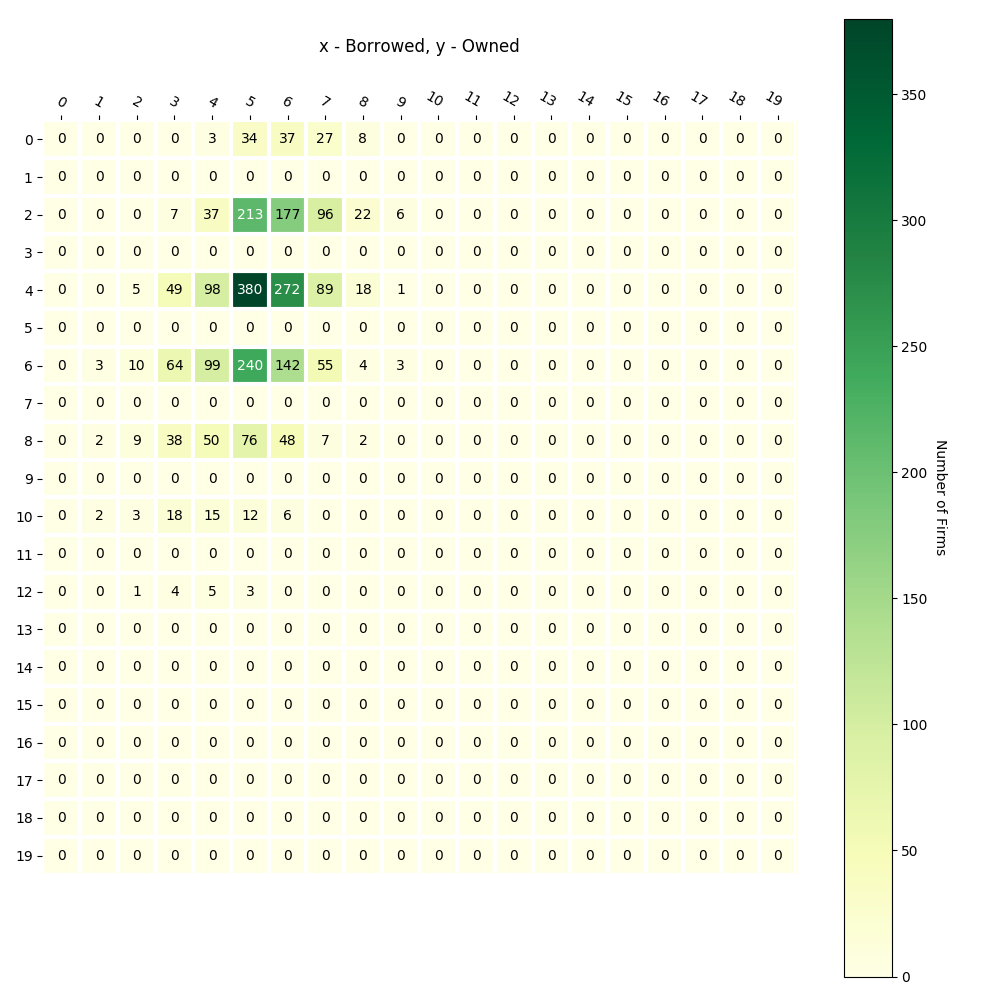 x - Borrowed, y - Owned
0 1 2 3 4 5 6 7 8 9 10 11 12 13 14 15 16 17 18 19
0 0 0 0 0 3 34 37 27 8 0 0 0 0 0 0 0 0 0 0 0
1 0 0 0 0 0 0 0 0 0 0 0 0 0 0 0 0 0 0 0 0
2 0 0 0 7 37 213 177 96 22 6 0 0 0 0 0 0 0 0 0 0
3 0 0 0 0 0 0 0 0 0 0 0 0 0 0 0 0 0 0 0 0
4 0 0 5 49 98 380 272 89 18 1 0 0 0 0 0 0 0 0 0 0
5 0 0 0 0 0 0 0 0 0 0 0 0 0 0 0 0 0 0 0 0
6 0 3 10 64 99 240 142 55 4 3 0 0 0 0 0 0 0 0 0 0
7 0 0 0 0 0 0 0 0 0 0 0 0 0 0 0 0 0 0 0 0
8 0 2 9 38 50 76 48 7 2 0 0 0 0 0 0 0 0 0 0 0
9 0 0 0 0 0 0 0 0 0 0 0 0 0 0 0 0 0 0 0 0
10 0 2 3 18 15 12 6 0 0 0 0 0 0 0 0 0 0 0 0 0
11 0 0 0 0 0 0 0 0 0 0 0 0 0 0 0 0 0 0 0 0
12 0 0 1 4 5 3 0 0 0 0 0 0 0 0 0 0 0 0 0 0
13 0 0 0 0 0 0 0 0 0 0 0 0 0 0 0 0 0 0 0 0
14 0 0 0 0 0 0 0 0 0 0 0 0 0 0 0 0 0 0 0 0
15 0 0 0 0 0 0 0 0 0 0 0 0 0 0 0 0 0 0 0 0
16 0 0 0 0 0 0 0 0 0 0 0 0 0 0 0 0 0 0 0 0
17 0 0 0 0 0 0 0 0 0 0 0 0 0 0 0 0 0 0 0 0
18 0 0 0 0 0 0 0 0 0 0 0 0 0 0 0 0 0 0 0 0
19 0 0 0 0 0 0 0 0 0 0 0 0 0 0 0 0 0 0 0 0
350
300
250
200
150
100
50
0
Number of Firms